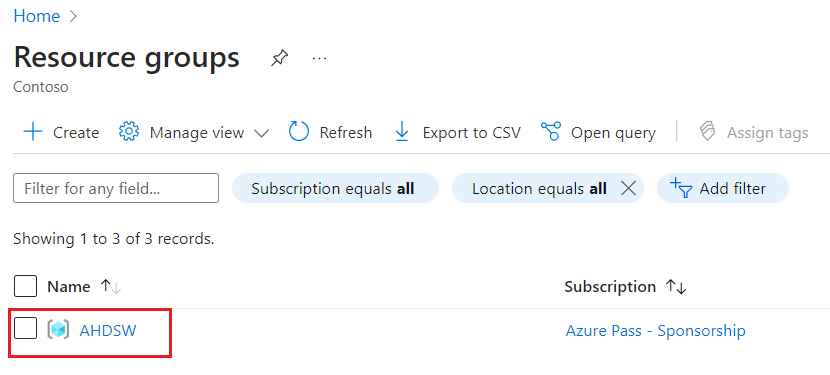 Home
Resource groups
Contoso
Create Manage view Refresh Export to CSV Open query Assign tags
Filter for any field... Subscription equals all Location equals all Add filter
Showing 1 to 3 of 3 records.
Name Subscription
AHDSW Azure Pass - Sponsorship